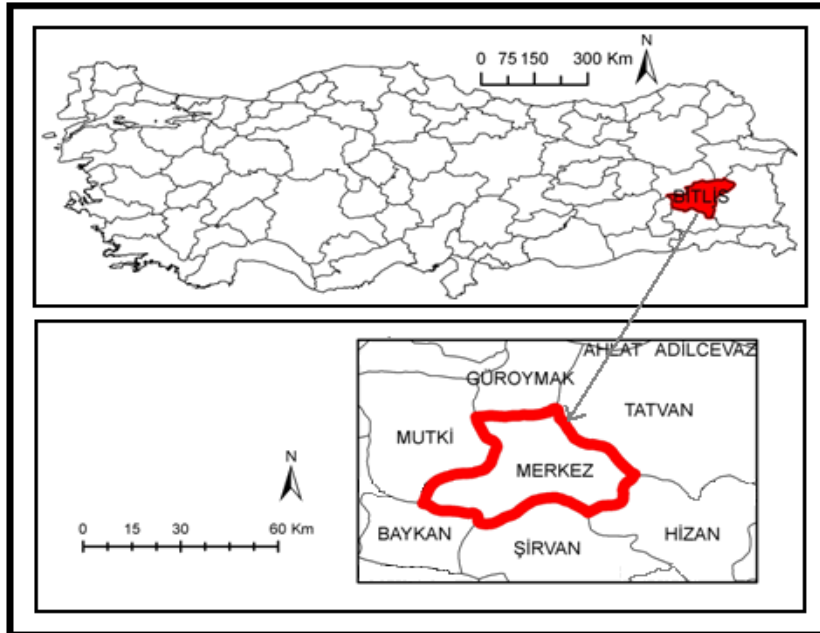 N
0 75 150 300 Km
BİTLİS
AHLAT ADİLCEVAZ
GÜROYMAK
TATVAN
MUTKİ
MERKEZ
N
0 15 30 60 Km
BAYKAN
ŞİRVAN
HİZAN